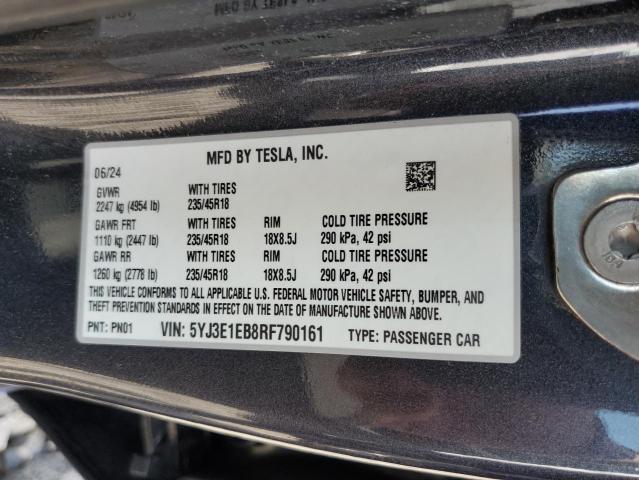 MFD BY TESLA, INC.
06/24
GVWR WITH TIRES
2247 kg (4954 lb) 235/45R18
GAWR FRT WITH TIRES RIM COLD TIRE PRESSURE
1110 kg (2447 lb) 235/45R18 18X8.5J 290 kPa, 42 psi
GAWR RR WITH TIRES RIM COLD TIRE PRESSURE
1260 kg (2778 lb) 235/45R18 18X8.5J 290 kPa, 42 psi
THIS VEHICLE CONFORMS TO ALL APPLICABLE U.S. FEDERAL MOTOR VEHICLE SAFETY, BUMPER, AND
THEFT PREVENTION STANDARDS IN EFFECT ON THE DATE OF MANUFACTURE SHOWN ABOVE.
PNT: PN01 VIN: 5YJ3E1EB8RF790161 TYPE: PASSENGER CAR